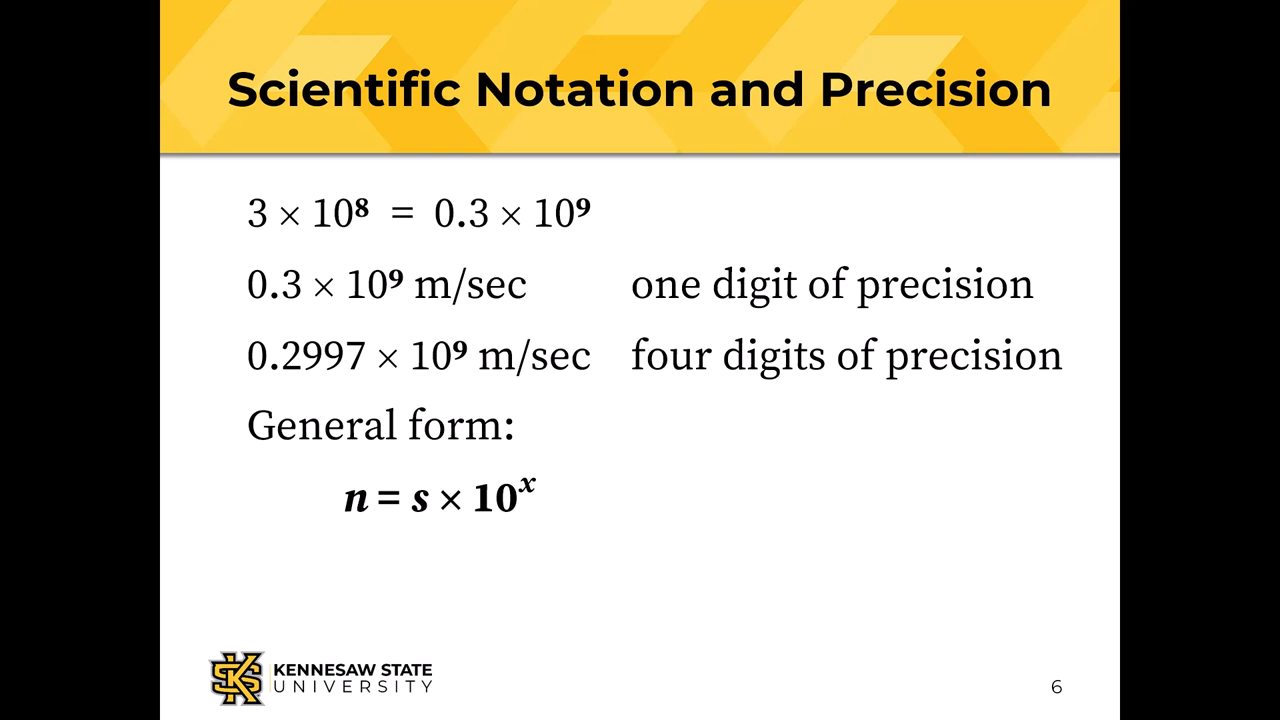 Scientific Notation and Precision
3 × 10⁸ = 0.3 × 10⁹
0.3 × 10⁹ m/sec one digit of precision
0.2997 × 10⁹ m/sec four digits of precision
General form:
n = s × 10ˣ
KS
KENNESAW STATE
UNIVERSITY
6